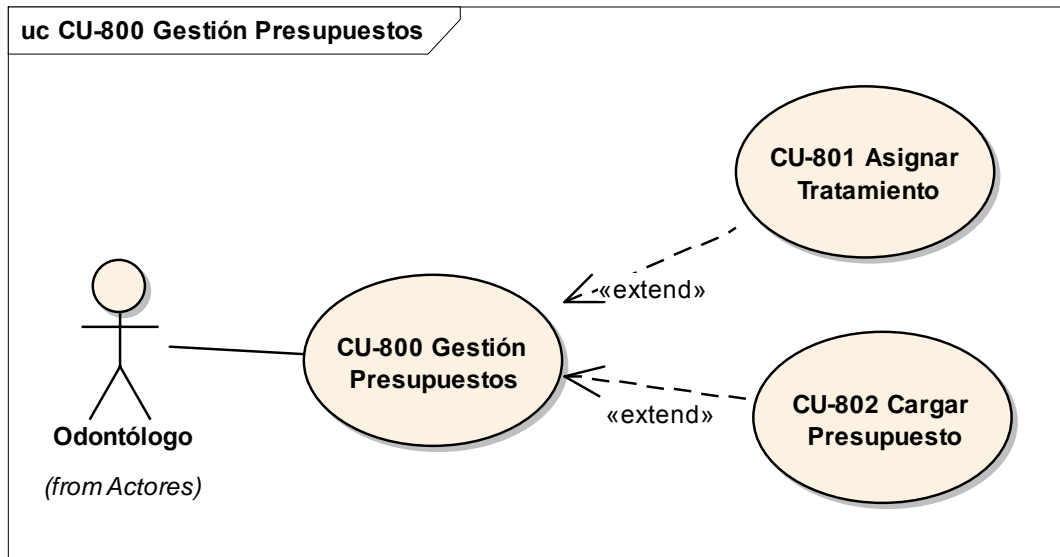 uc CU-800 Gestión Presupuestos
CU-801 Asignar
Tratamiento
«extend»
CU-800 Gestión
Presupuestos
«extend»
CU-802 Cargar
Presupuesto
Odontólogo
(from Actores)